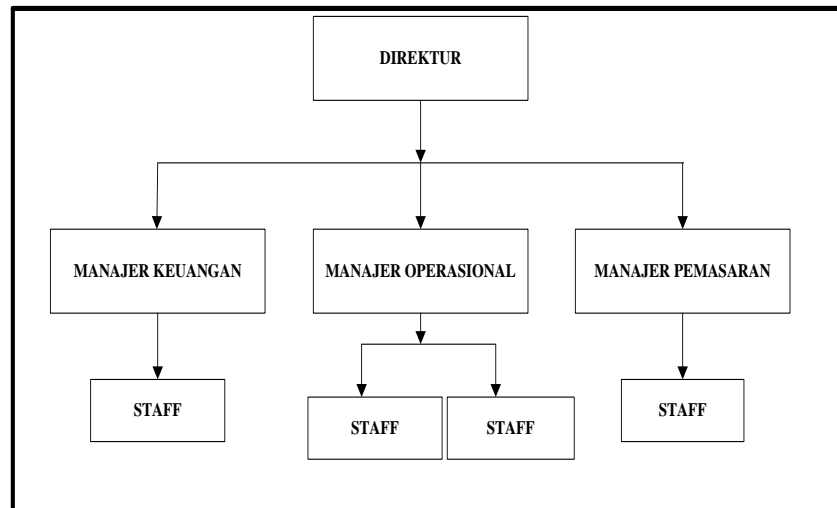 DIREKTUR
MANAJER KEUANGAN
MANAJER OPERASIONAL
MANAJER PEMASARAN
STAFF
STAFF
STAFF
STAFF